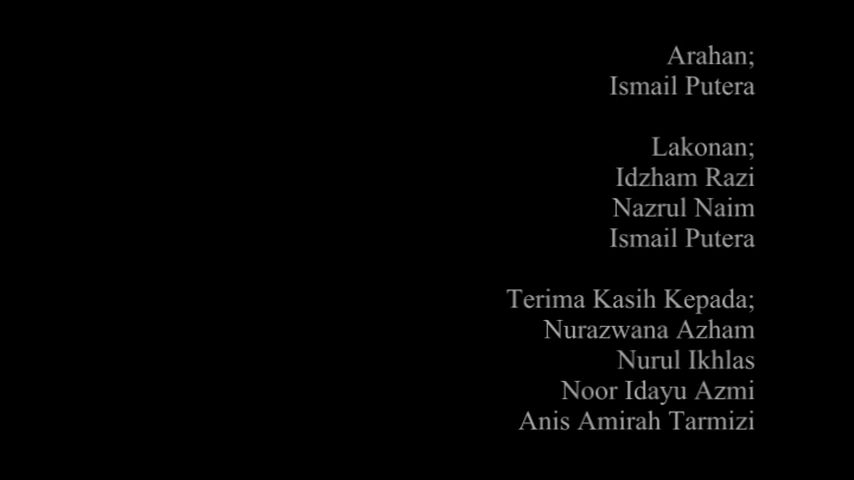 Arahan;
Ismail Putera
Lakonan;
Idzham Razi
Nazrul Naim
Ismail Putera
Terima Kasih Kepada;
Nurazwana Azham
Nurul Ikhlas
Noor Idayu Azmi
Anis Amirah Tarmizi